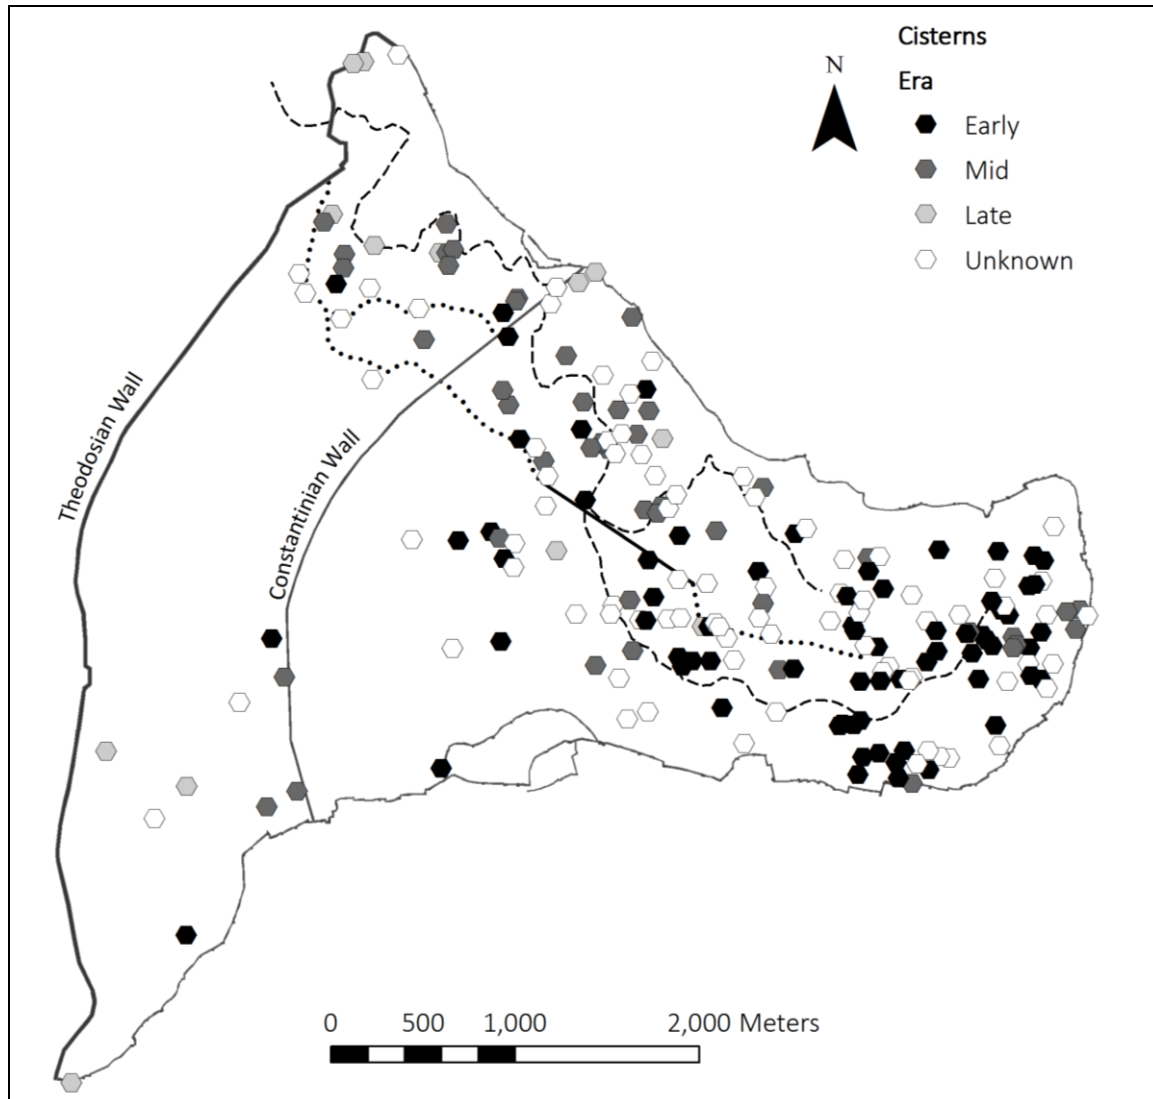 Cisterns
Era
Early
Mid
Late
Unknown
N
Theodosian Wall
Constantinian Wall
0 500 1,000 2,000 Meters